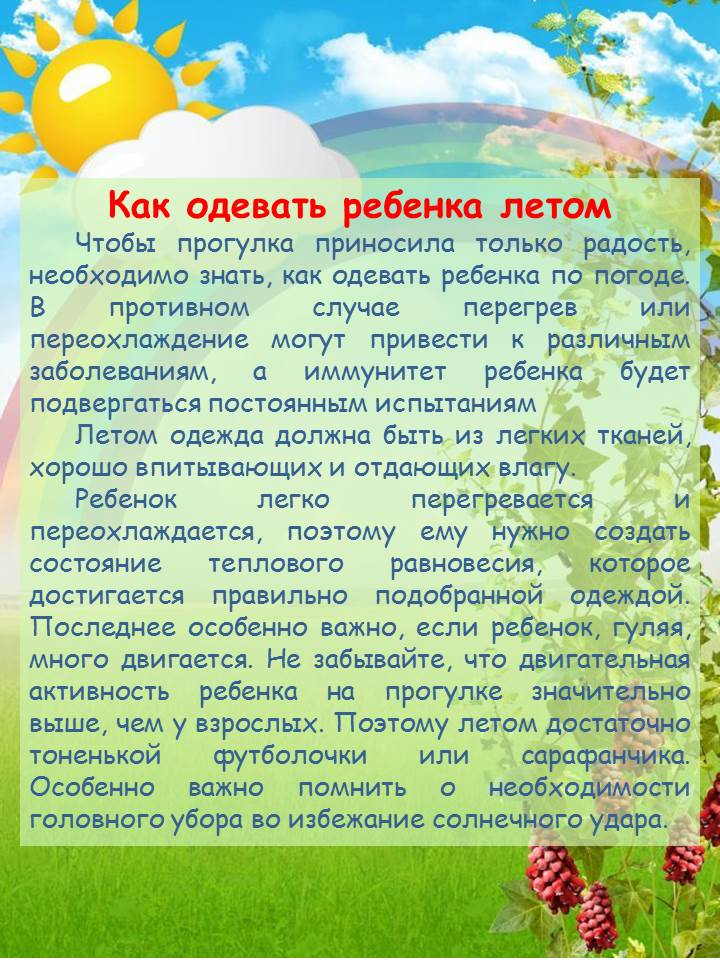 Как одевать ребенка летом
Чтобы прогулка приносила только радость,
необходимо знать, как одевать ребенка по погоде.
В противном случае перегрев или
переохлаждение могут привести к различным
заболеваниям, а иммунитет ребенка будет
подвергаться постоянным испытаниям
Летом одежда должна быть из легких тканей,
хорошо впитывающих и отдающих влагу.
Ребенок легко перегревается и
переохлаждается, поэтому ему нужно создать
состояние теплового равновесия, которое
достигается правильно подобранной одеждой.
Последнее особенно важно, если ребенок, гуляя,
много двигается. Не забывайте, что двигательная
активность ребенка на прогулке значительно
выше, чем у взрослых. Поэтому летом достаточно
тоненькой футболочки или сарафанчика.
Особенно важно помнить о необходимости
головного убора во избежание солнечного удара.